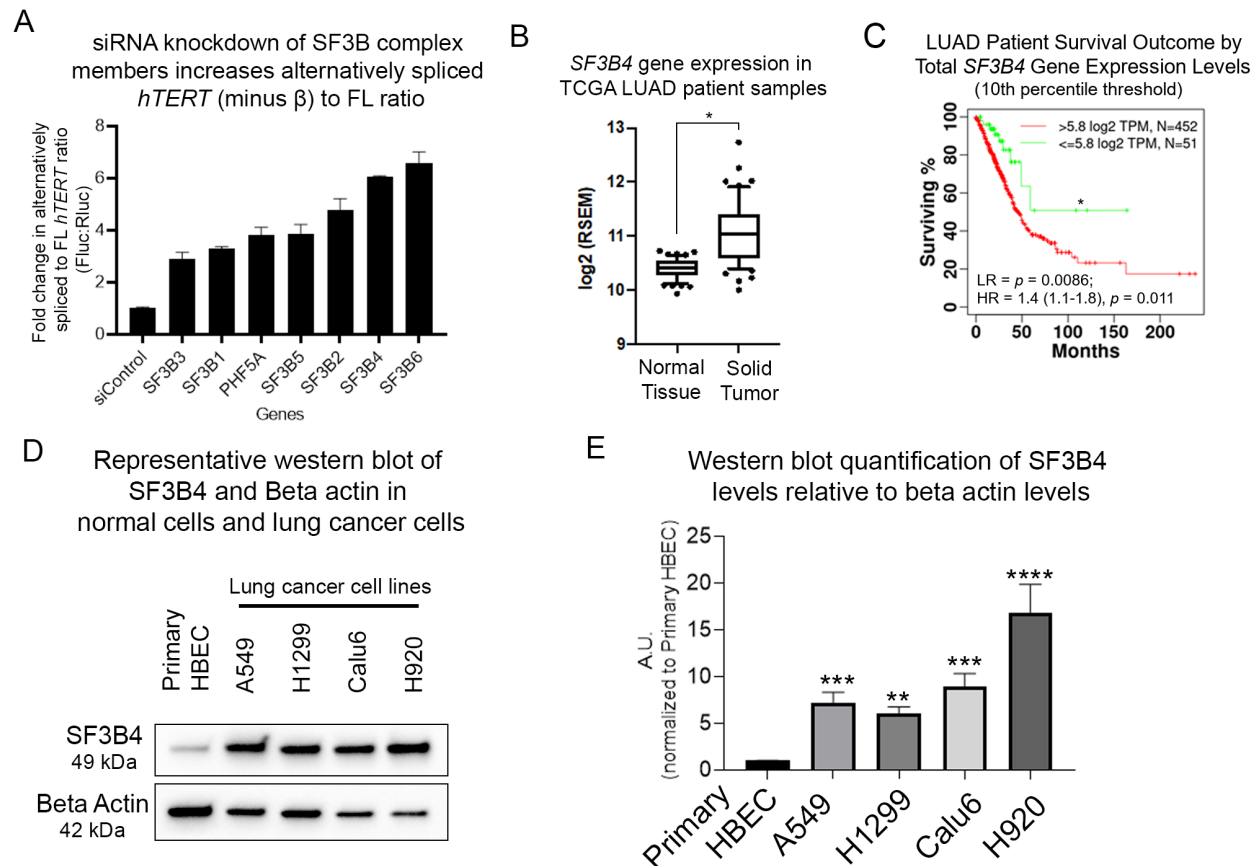 A
siRNA knockdown of SF3B complex
members increases alternatively spliced
hTERT (minus β) to FL ratio
Fold change in alternatively
spliced to FL hTERT ratio
(Fluc:Rluc)
8
6
4
2
0
siControl
SF3B3
SF3B1
PHF5A
SF3B5
SF3B2
SF3B4
SF3B6
Genes
B
SF3B4 gene expression in
TCGA LUAD patient samples
*
log2 (RSEM)
13
12
11
10
9
Normal
Tissue
Solid
Tumor
C
LUAD Patient Survival Outcome by
Total SF3B4 Gene Expression Levels
(10th percentile threshold)
Surviving %
100
80
60
40
20
0
>5.8 log2 TPM, N=452
<=5.8 log2 TPM, N=51
*
LR = p = 0.0086;
HR = 1.4 (1.1-1.8), p = 0.011
0
50
100
150
200
Months
D
Representative western blot of
SF3B4 and Beta actin in
normal cells and lung cancer cells
Lung cancer cell lines
Primary
HBEC
A549
H1299
Calu6
H920
SF3B4
49 kDa
Beta Actin
42 kDa
E
Western blot quantification of SF3B4
levels relative to beta actin levels
A.U.
(normalized to Primary HBEC)
25
20
15
10
5
0
***
**
***
****
Primary
HBEC
A549
H1299
Calu6
H920